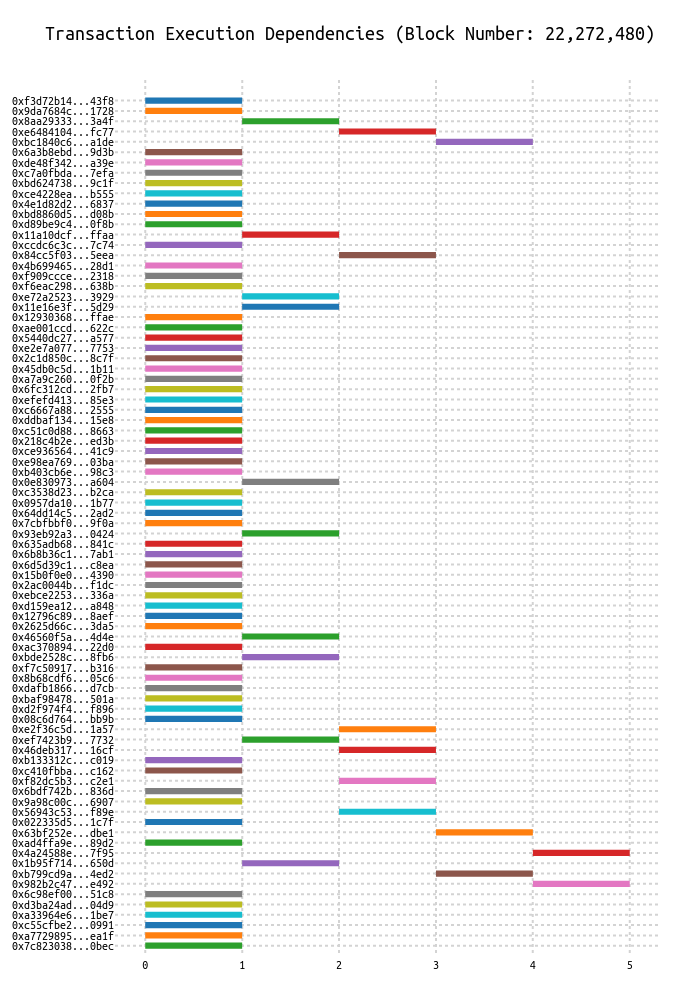 Transaction Execution Dependencies (Block Number: 22,272,480)
0xf3d72b14...43f8
0x9da7684c...1728
0x8aa29333...3a4f
0xe6484104...fc77
0xbc1840c6...a1de
0x6a3b8ebd...9d3b
0xde48f342...a39e
0xc7a0fbda...7efa
0xbd624738...9c1f
0xce4228ea...b555
0x4e1d82d2...6837
0xbd8860d5...d08b
0xd89be9c4...0f8b
0x11a10dcf...ffaa
0xccdc6c3c...7c74
0x84cc5f03...5eea
0x4b699465...28d1
0xf909ccce...2318
0xf6eac298...638b
0xe72a2523...3929
0x11e16e3f...5d29
0x12930368...ffae
0xae001ccd...622c
0x5440dc27...a577
0xe2e7a077...7753
0x2c1d850c...8c7f
0x45db0c5d...1b11
0xa7a9c260...0f2b
0x6fc312cd...2fb7
0xefefd413...85e3
0xc6667a88...2555
0xddbaf134...15e8
0xc51c0d88...8663
0x218c4b2e...ed3b
0xce936564...41c9
0xe98ea769...03ba
0xb403cb6e...98c3
0x0e830973...a604
0xc3538d23...b2ca
0x0957da10...1b77
0x64dd14c5...2ad2
0x7cbfbbf0...9f0a
0x93eb92a3...0424
0x635adb68...841c
0x6b8b36c1...7ab1
0x6d5d39c1...c8ea
0x15b0f0e0...4390
0x2ac0044b...f1dc
0xebce2253...336a
0xd159ea12...a848
0x12796c89...8aef
0x2625d66c...3da5
0x46560f5a...4d4e
0xac370894...22d0
0xbde2528c...8fb6
0xf7c50917...b316
0x8b68cdf6...05c6
0xdafb1866...d7cb
0xbaf98478...501a
0xd2f974f4...f896
0x08c6d764...bb9b
0xe2f36c5d...1a57
0xef7423b9...7732
0x46deb317...16cf
0xb133312c...c019
0xc410fbba...c162
0xf82dc5b3...c2e1
0x6bdf742b...836d
0x9a98c00c...6907
0x56943c53...f89e
0x022335d5...1c7f
0x63bf252e...dbe1
0xad4ffa9e...89d2
0x4a24588e...7f95
0x1b95f714...650d
0xb799cd9a...4ed2
0x982b2c47...e492
0x6c98ef00...51c8
0xd3ba24ad...04d9
0xa33964e6...1be7
0xc55cfbe2...0991
0xa7729895...ea1f
0x7c823038...0bec
0 1 2 3 4 5